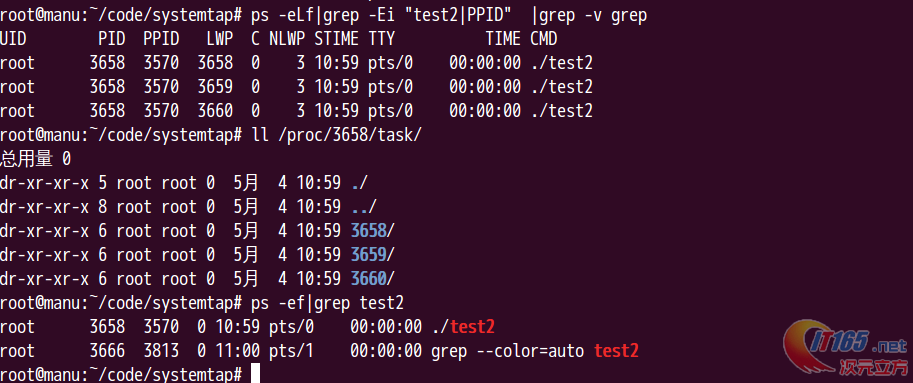 root@manu:~/code/systemtap# ps -eLf|grep -Ei "test2|PPID"  |grep -v grep
UID        PID  PPID   LWP  C NLWP STIME TTY          TIME CMD
root      3658  3570  3658  0    3 10:59 pts/0    00:00:00 ./test2
root      3658  3570  3659  0    3 10:59 pts/0    00:00:00 ./test2
root      3658  3570  3660  0    3 10:59 pts/0    00:00:00 ./test2
root@manu:~/code/systemtap# ll /proc/3658/task/
总用量 0
dr-xr-xr-x 5 root root 0  5月  4 10:59 ./
dr-xr-xr-x 8 root root 0  5月  4 10:59 ../
dr-xr-xr-x 6 root root 0  5月  4 10:59 3658/
dr-xr-xr-x 6 root root 0  5月  4 10:59 3659/
dr-xr-xr-x 6 root root 0  5月  4 10:59 3660/
root@manu:~/code/systemtap# ps -ef|grep test2
root      3658  3570  0 10:59 pts/0    00:00:00 ./test2
root      3666  3813  0 11:00 pts/1    00:00:00 grep --color=auto test2
root@manu:~/code/systemtap#
IT165.net
次元立方